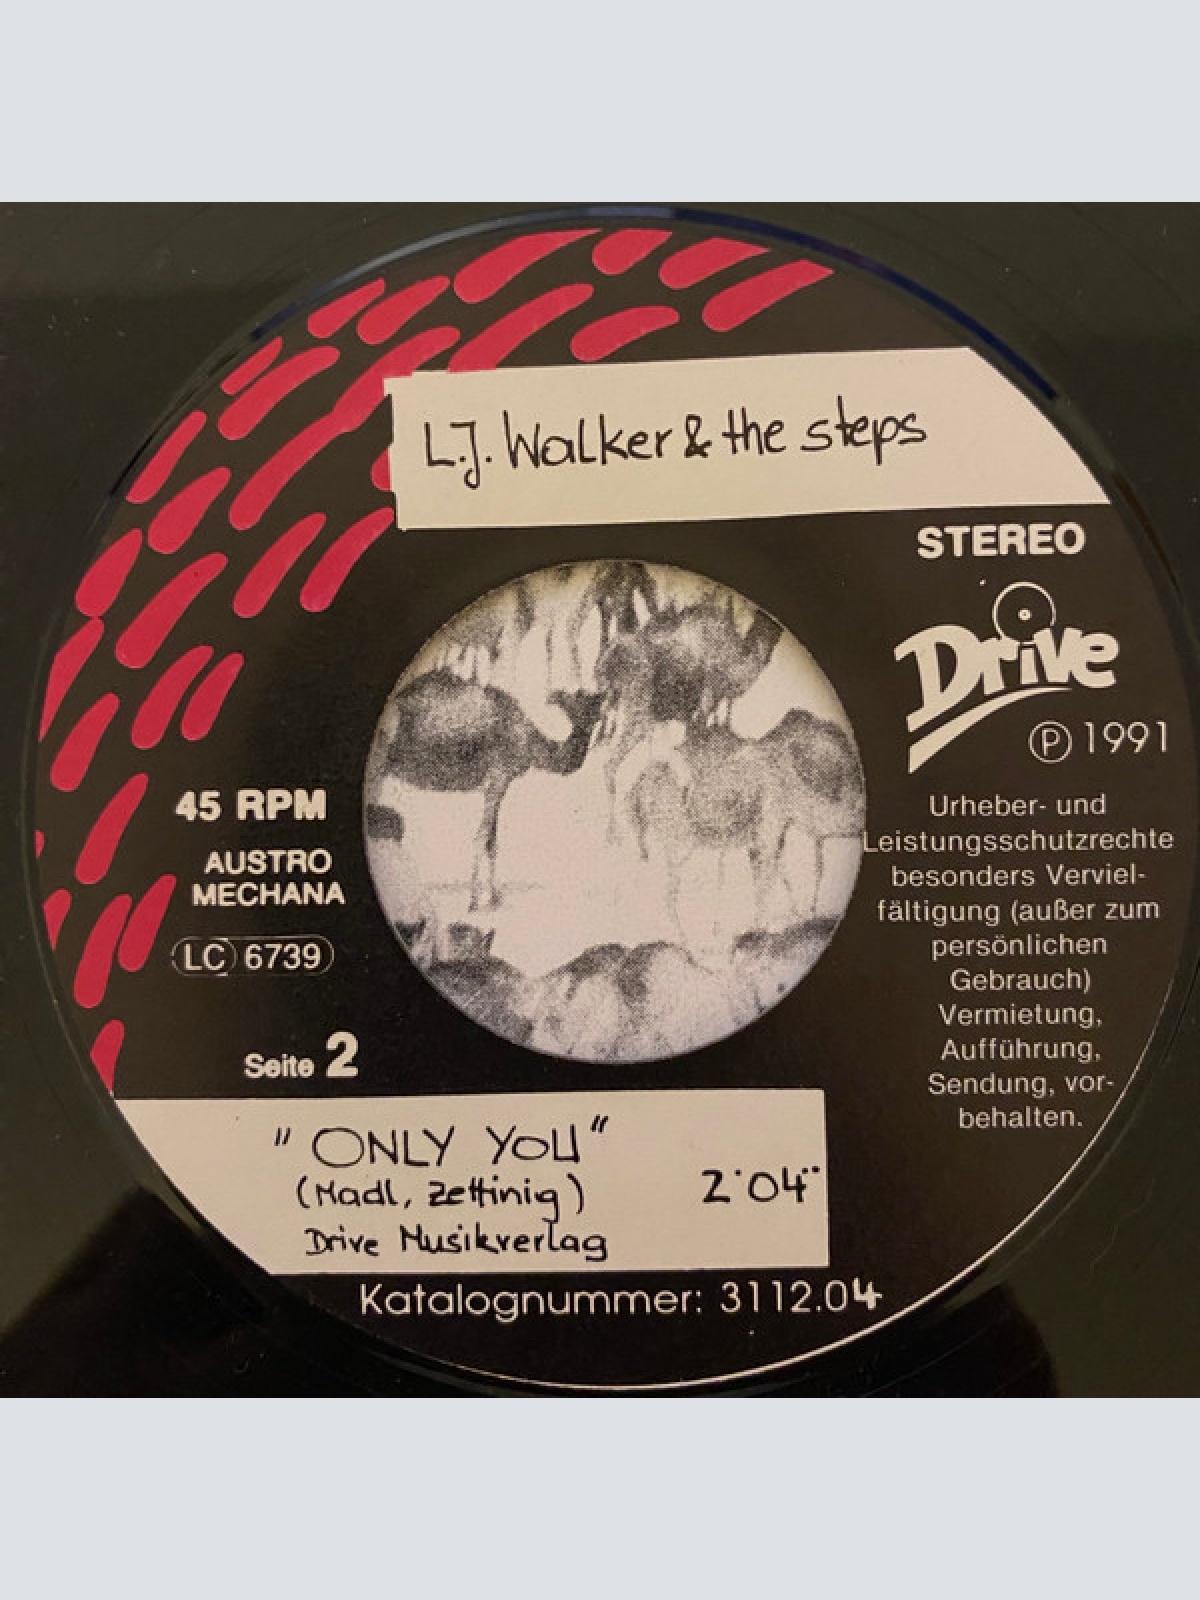 L.J. Walker & the steps
STEREO
Drive
℗ 1991
45 RPM
AUSTRO
MECHANA
LC 6739
Seite 2
Urheber- und
Leistungsschutzrechte
besonders Verviel-
fältigung (außer zum
persönlichen
Gebrauch)
Vermietung,
Aufführung,
Sendung, vor-
behalten.
"ONLY YOU"
(Madl, Zettinig)
2'04"
Drive Musikverlag
Katalognummer: 3112.04